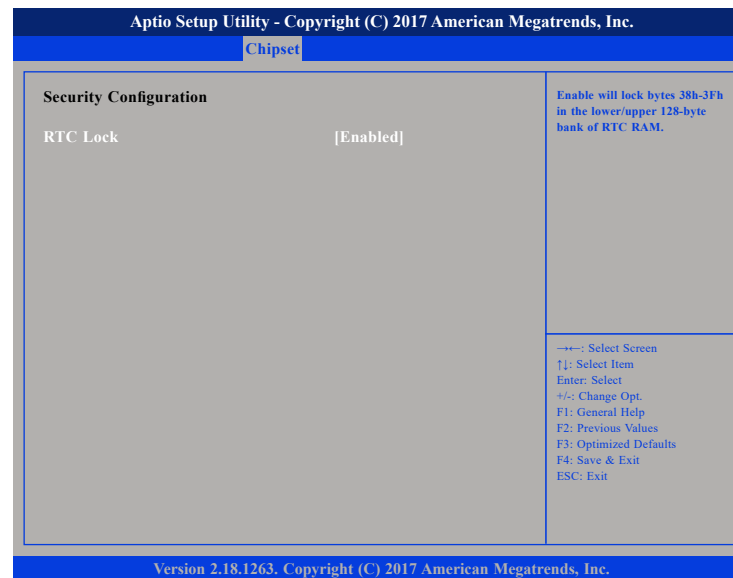 Aptio Setup Utility - Copyright (C) 2017 American Megatrends, Inc.
Chipset
Security Configuration
RTC Lock [Enabled]
Enable will lock bytes 38h-3Fh
in the lower/upper 128-byte
bank of RTC RAM.
→←: Select Screen
↑↓: Select Item
Enter: Select
+/-: Change Opt.
F1: General Help
F2: Previous Values
F3: Optimized Defaults
F4: Save & Exit
ESC: Exit
Version 2.18.1263. Copyright (C) 2017 American Megatrends, Inc.